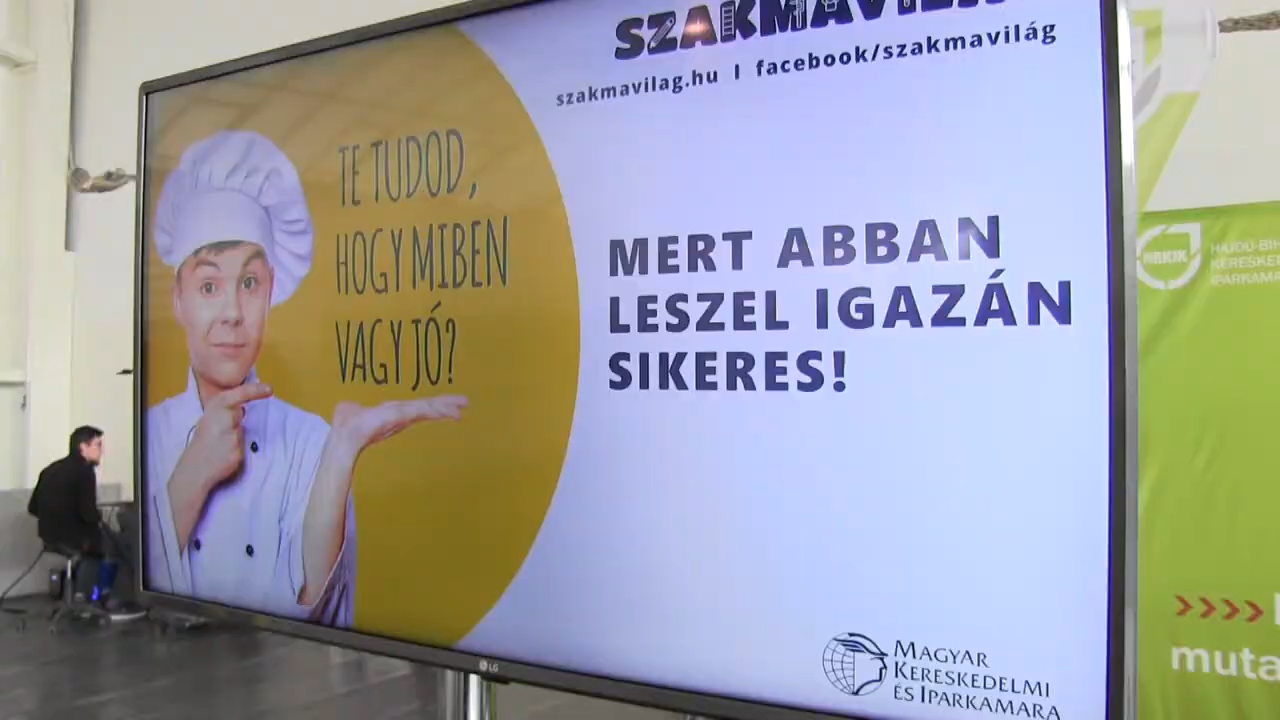 szakmavilag.hu I facebook/szakmavilág
TE TUDOD,
HOGY MIBEN
VAGY JÓ?
MERT ABBAN
LESZEL IGAZÁN
SIKERES!
MAGYAR
KERESKEDELMI
ÉS IPARKAMARA
LG
HBKIK
>>>>